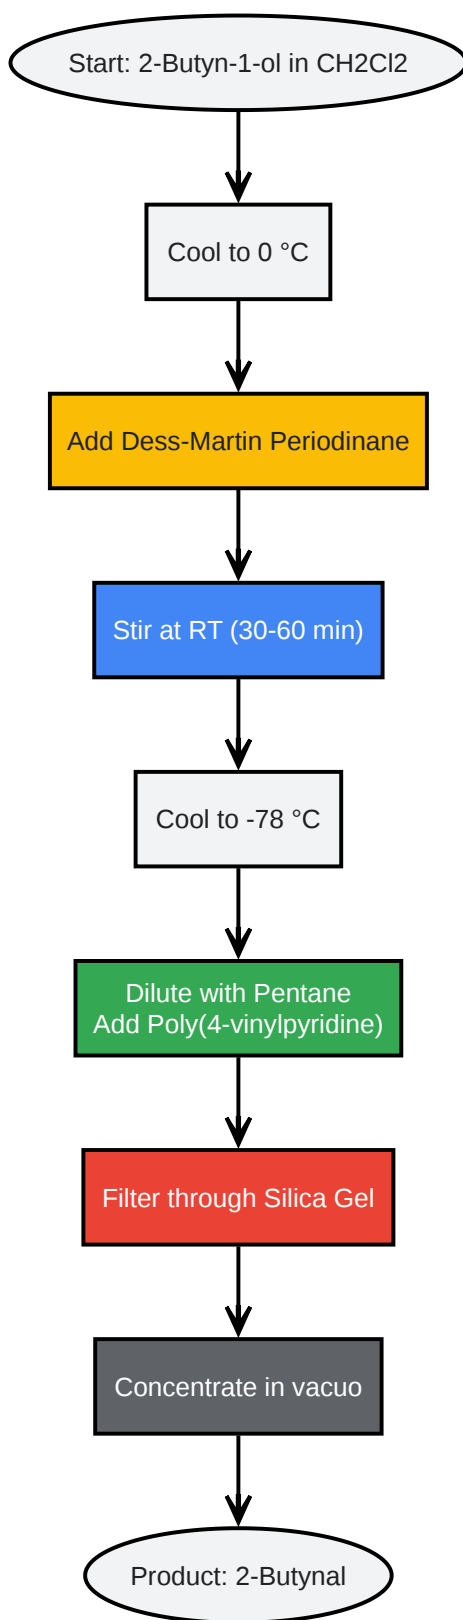 Start: 2-Butyn-1-ol in CH2Cl2
Cool to 0 °C
Add Dess-Martin Periodinane
Stir at RT (30-60 min)
Cool to -78 °C
Dilute with Pentane
Add Poly(4-vinylpyridine)
Filter through Silica Gel
Concentrate in vacuo
Product: 2-Butynal